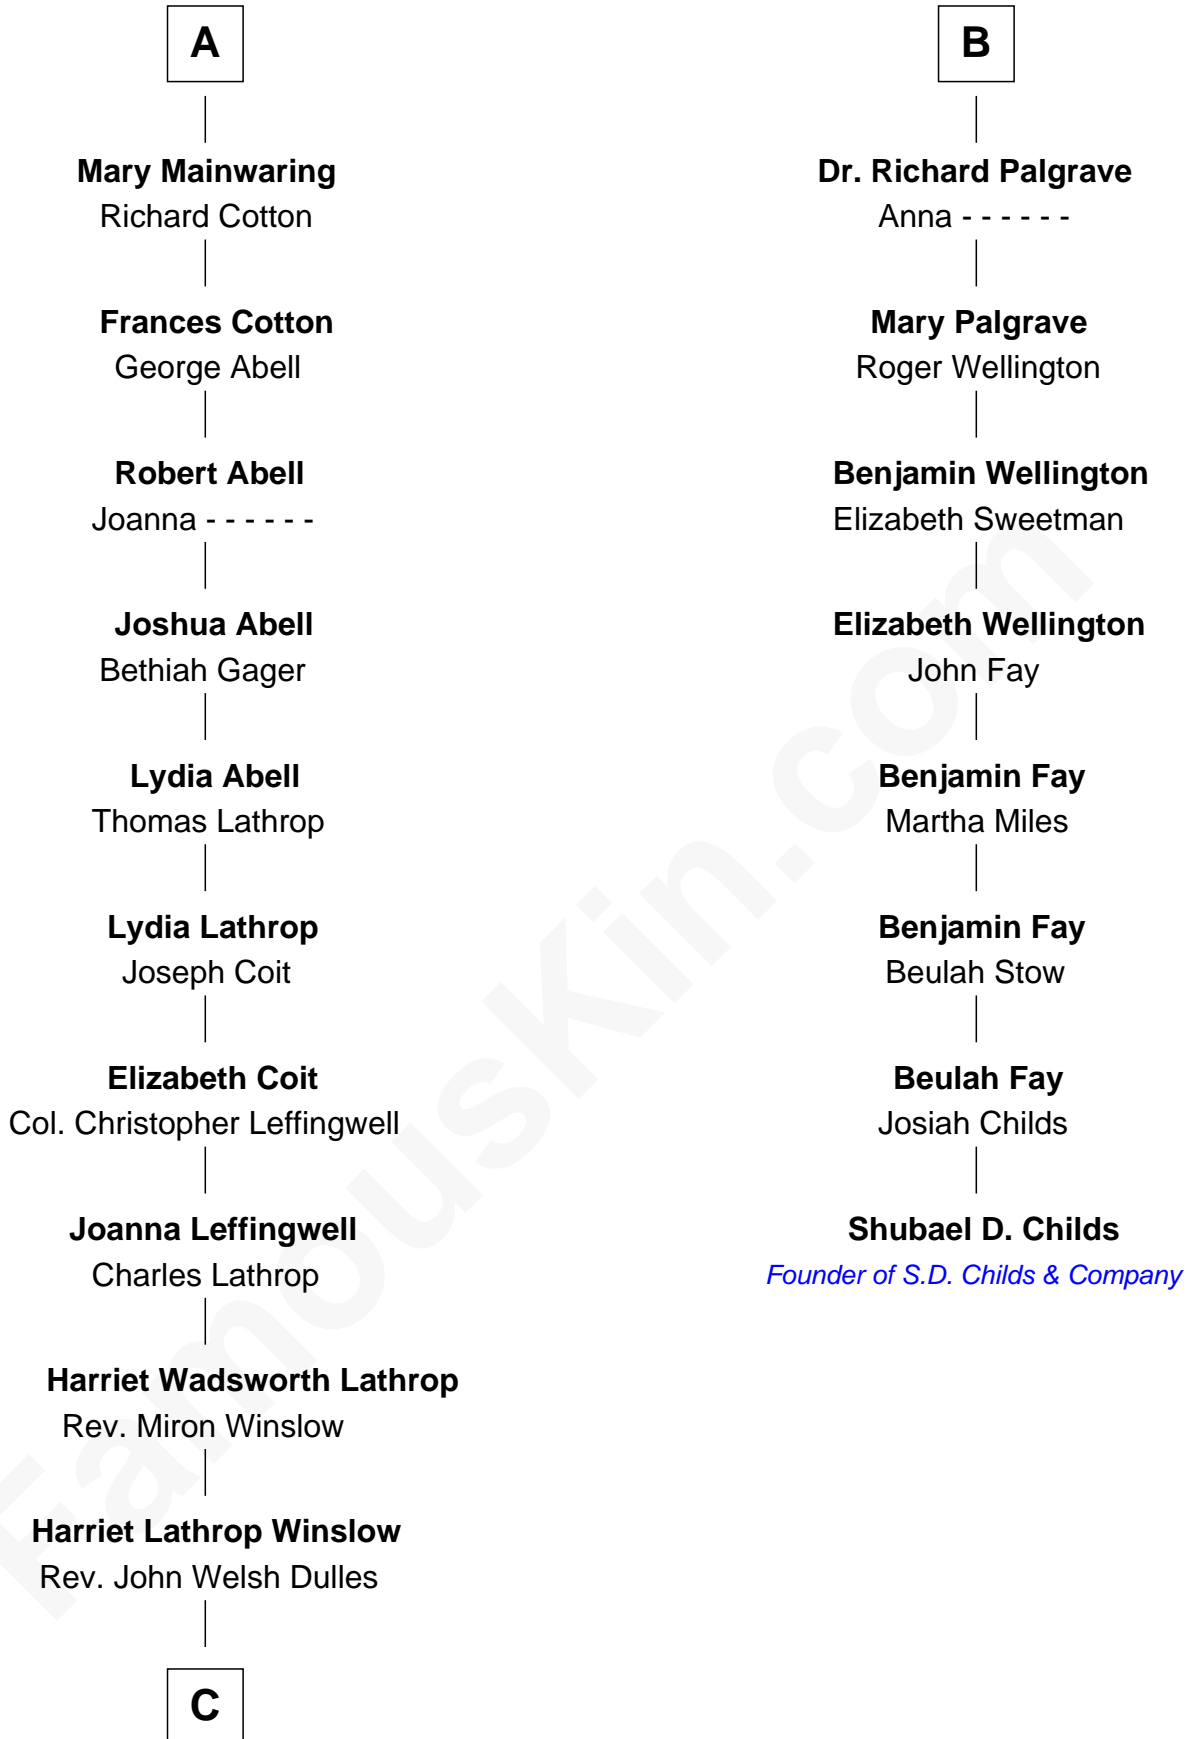 A
Mary Mainwaring
Richard Cotton
Frances Cotton
George Abell
Robert Abell
Joanna - - - - - -
Joshua Abell
Bethiah Gager
Lydia Abell
Thomas Lathrop
Lydia Lathrop
Joseph Coit
Elizabeth Coit
Col. Christopher Leffingwell
Joanna Leffingwell
Charles Lathrop
Harriet Wadsworth Lathrop
Rev. Miron Winslow
Harriet Lathrop Winslow
Rev. John Welsh Dulles
C
B
Dr. Richard Palgrave
Anna - - - - - -
Mary Palgrave
Roger Wellington
Benjamin Wellington
Elizabeth Sweetman
Elizabeth Wellington
John Fay
Benjamin Fay
Martha Miles
Benjamin Fay
Beulah Stow
Beulah Fay
Josiah Childs
Shubael D. Childs
Founder of S.D. Childs & Company
FamousKin.com